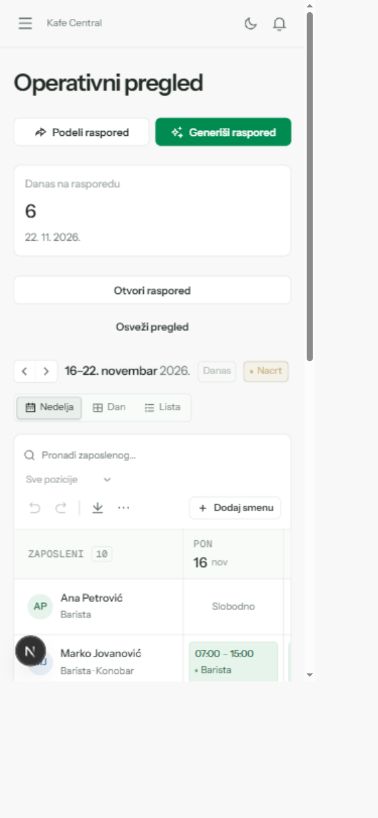 Kafe Central
Operativni pregled
Podeli raspored
Generiši raspored
Danas na rasporedu
6
22. 11. 2026.
Otvori raspored
Osveži pregled
16–22. novembar 2026.
Danas
• Nacrt
Nedelja
Dan
Lista
Pronađi zaposlenog...
Sve pozicije
+ Dodaj smenu
ZAPOSLENI 10
PON
16 nov
AP
Ana Petrović
Barista
Slobodno
N
Marko Jovanović
Barista-Konobar
07:00 – 15:00
• Barista